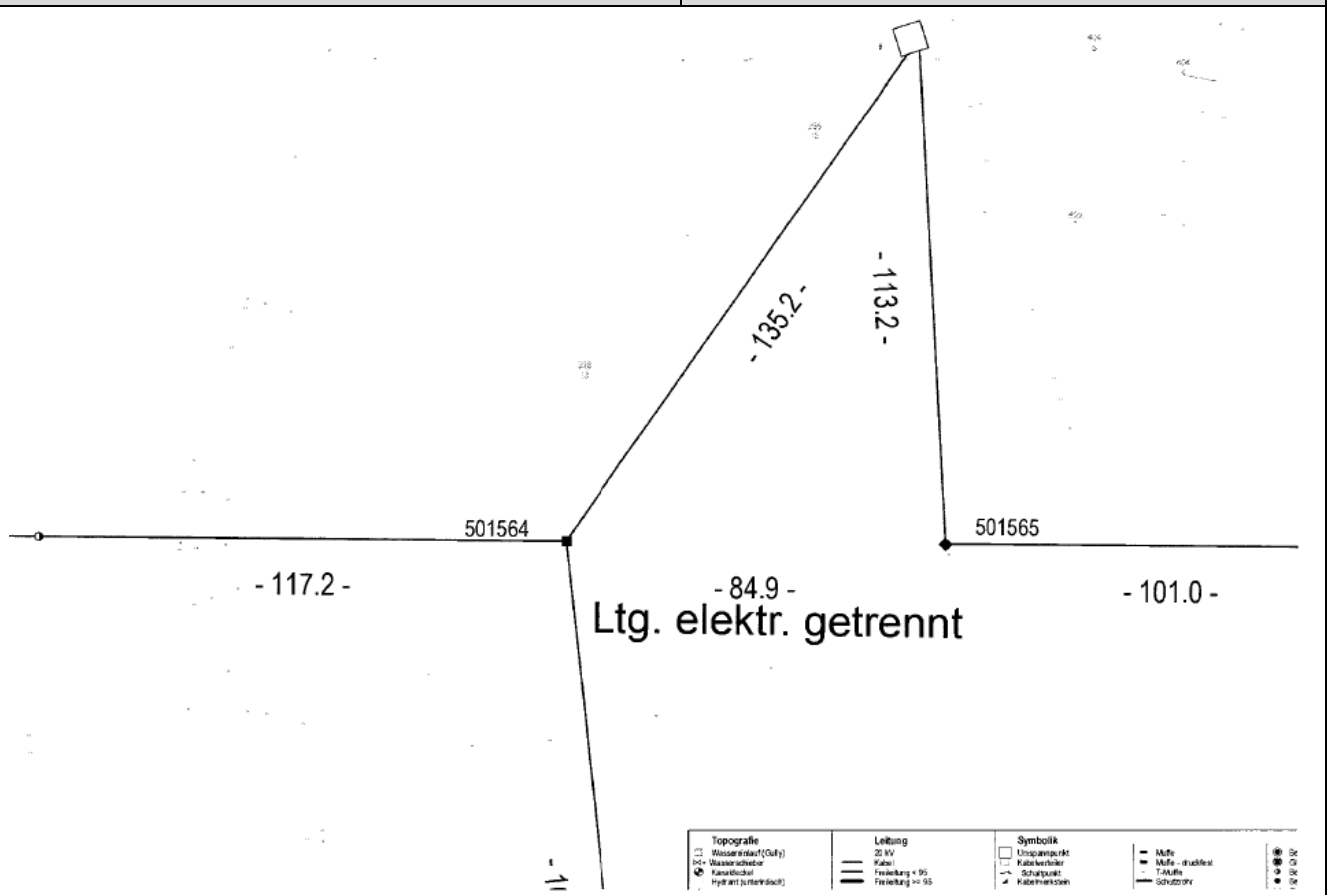 - 135.2 -
- 113.2 -
501564
501565
- 117.2 -
- 84.9 -
- 101.0 -
Ltg. elektr. getrennt
Topografie
Wassereinlauf(Gully)
Wasserschieber
Kanaldeckel
Hydrant (unterirdisch)
Leitung
20 kV
Kabel
Freileitung < 95
Freileitung >= 95
Symbolik
Umspannpunkt
Kabelverteiler
Schaltpunkt
Kabelmerkstein
Muffe
Muffe - druckfest
T-Muffe
Schutzrohr